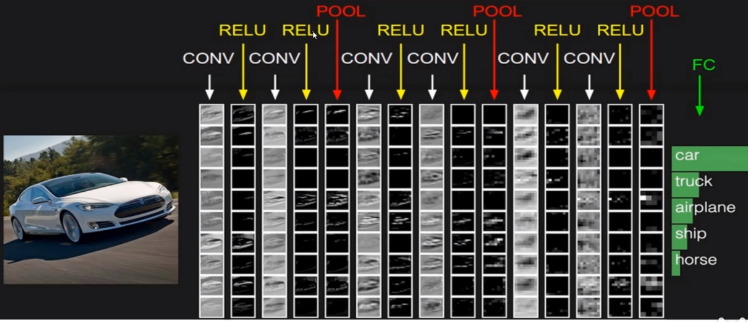 POOL POOL POOL
RELU RELU RELU RELU RELU RELU
CONV CONV CONV CONV CONV CONV
FC
car
truck
airplane
ship
horse